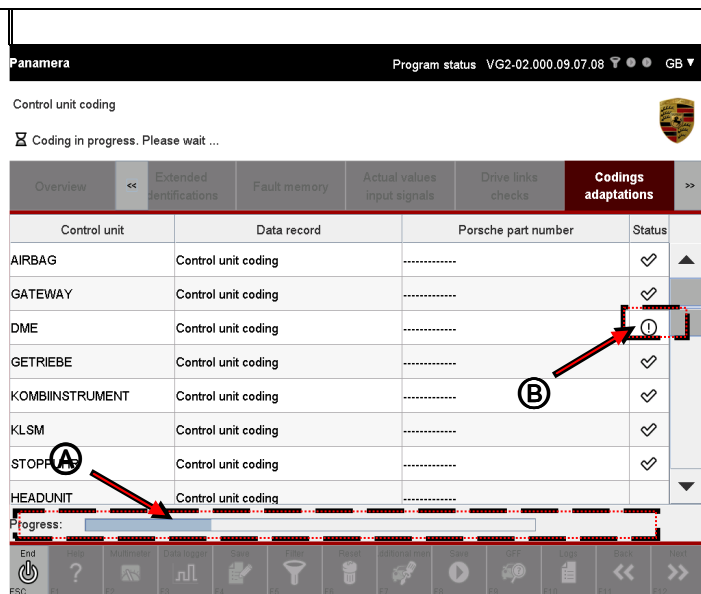 Panamera Program status VG2-02.000.09.07.08 GB ▼
Control unit coding
Coding in progress. Please wait ...
Overview << Extended identifications Fault memory Actual values input signals Drive links checks Codings adaptations >>
Control unit Data record Porsche part number Status
AIRBAG Control unit coding -------------
GATEWAY Control unit coding -------------
DME Control unit coding -------------
GETRIEBE Control unit coding -------------
B
KOMBIINSTRUMENT Control unit coding -------------
KLSM Control unit coding -------------
A
STOPPUHR Control unit coding -------------
HEADUNIT Control unit coding -------------
Progress:
End Help Multimeter Data logger Save Filter Reset Save GFF Logs Back Next
ESC